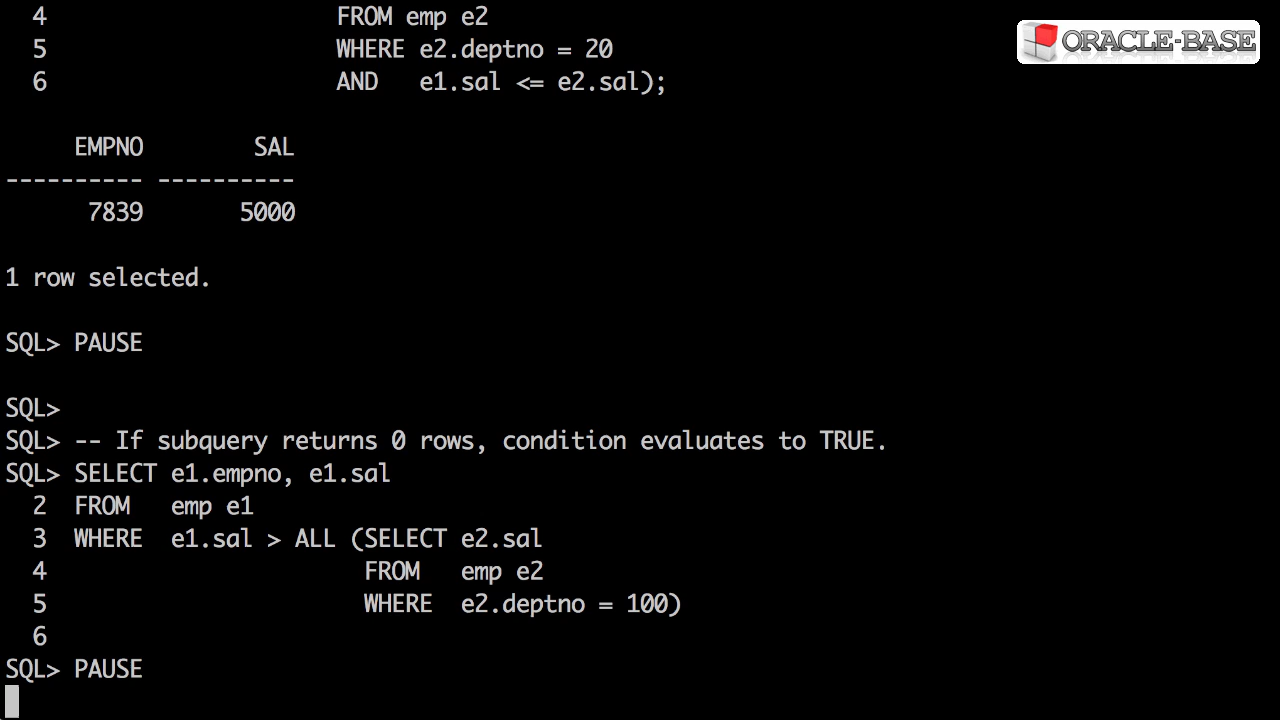 4                     FROM emp e2
ORACLE-BASE
5                     WHERE e2.deptno = 20
6                     AND   e1.sal <= e2.sal);
EMPNO        SAL
---------- ----------
7839       5000
1 row selected.
SQL> PAUSE
SQL>
SQL> -- If subquery returns 0 rows, condition evaluates to TRUE.
SQL> SELECT e1.empno, e1.sal
2  FROM   emp e1
3  WHERE  e1.sal > ALL (SELECT e2.sal
4                       FROM   emp e2
5                       WHERE  e2.deptno = 100)
6
SQL> PAUSE